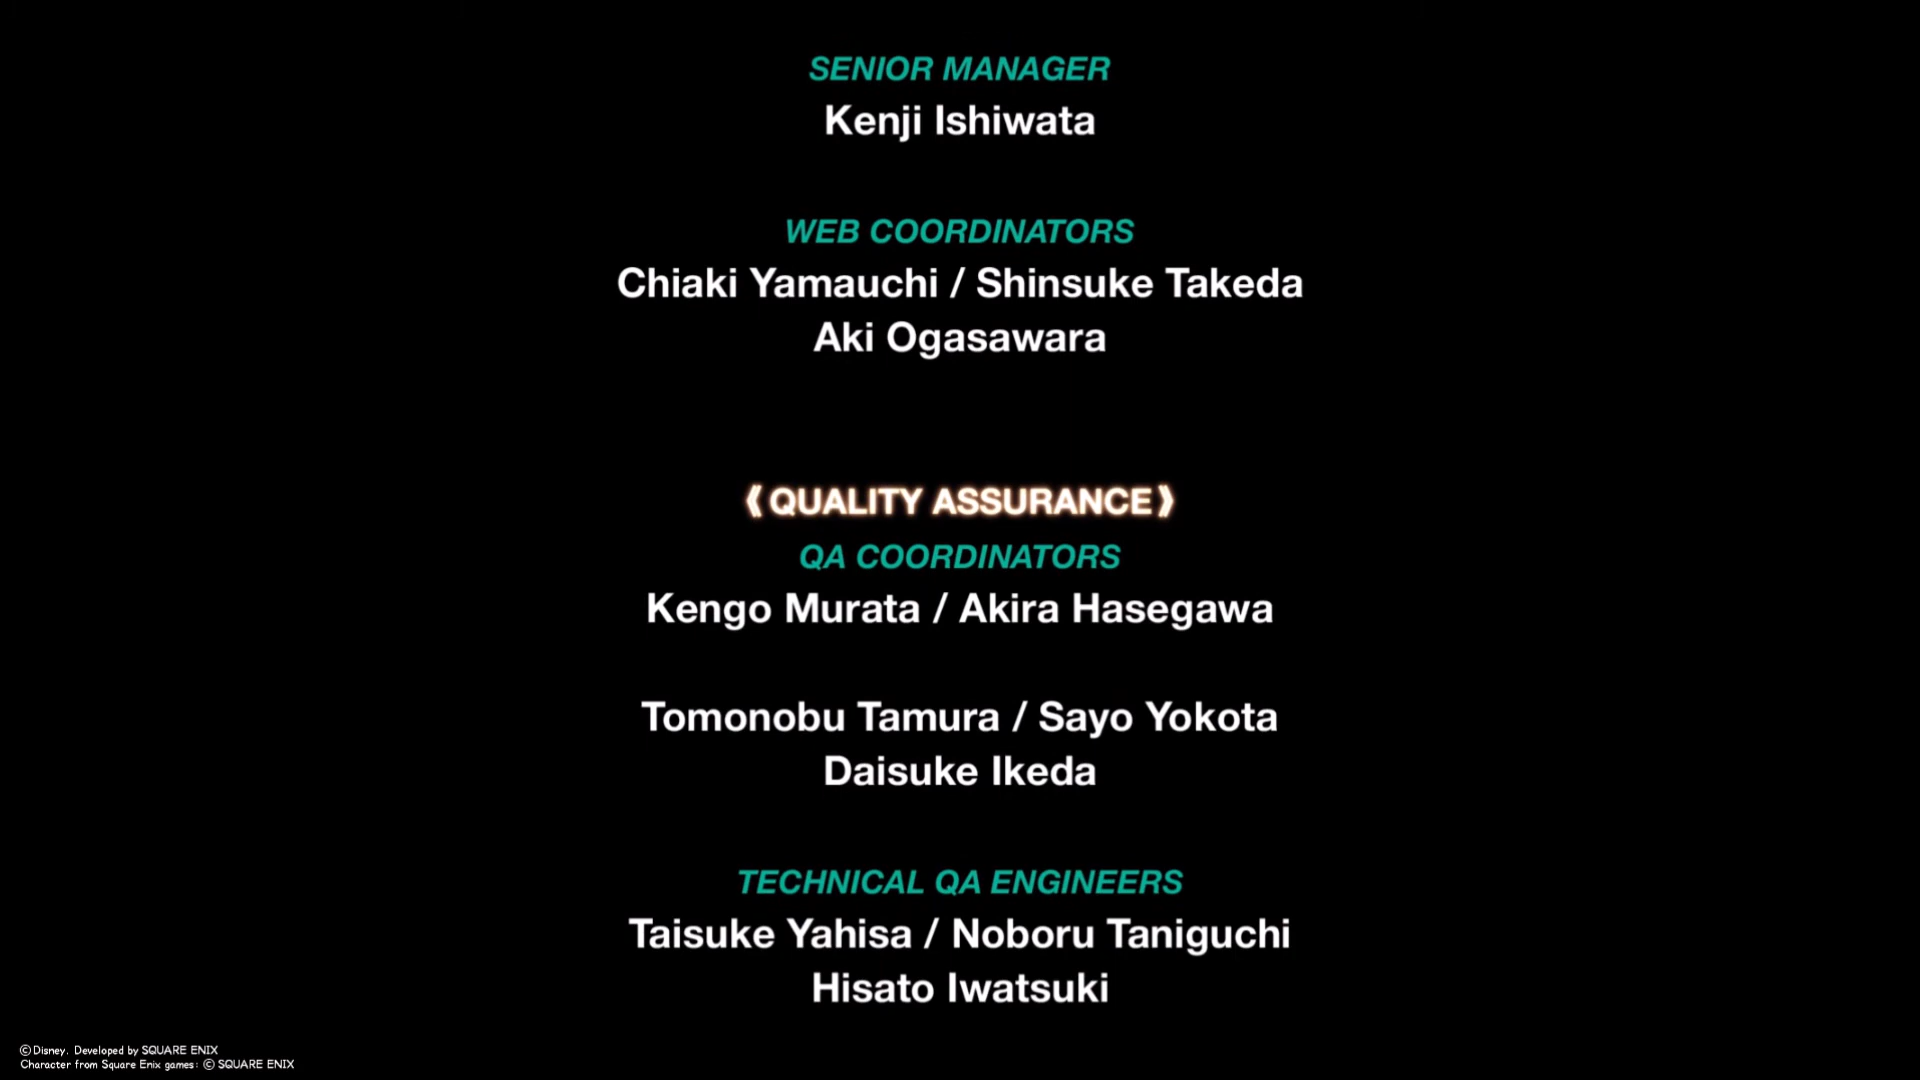 SENIOR MANAGER
Kenji Ishiwata
WEB COORDINATORS
Chiaki Yamauchi / Shinsuke Takeda
Aki Ogasawara
《QUALITY ASSURANCE》
QA COORDINATORS
Kengo Murata / Akira Hasegawa
Tomonobu Tamura / Sayo Yokota
Daisuke Ikeda
TECHNICAL QA ENGINEERS
Taisuke Yahisa / Noboru Taniguchi
Hisato Iwatsuki
©Disney. Developed by SQUARE ENIX
Character from Square Enix games: © SQUARE ENIX